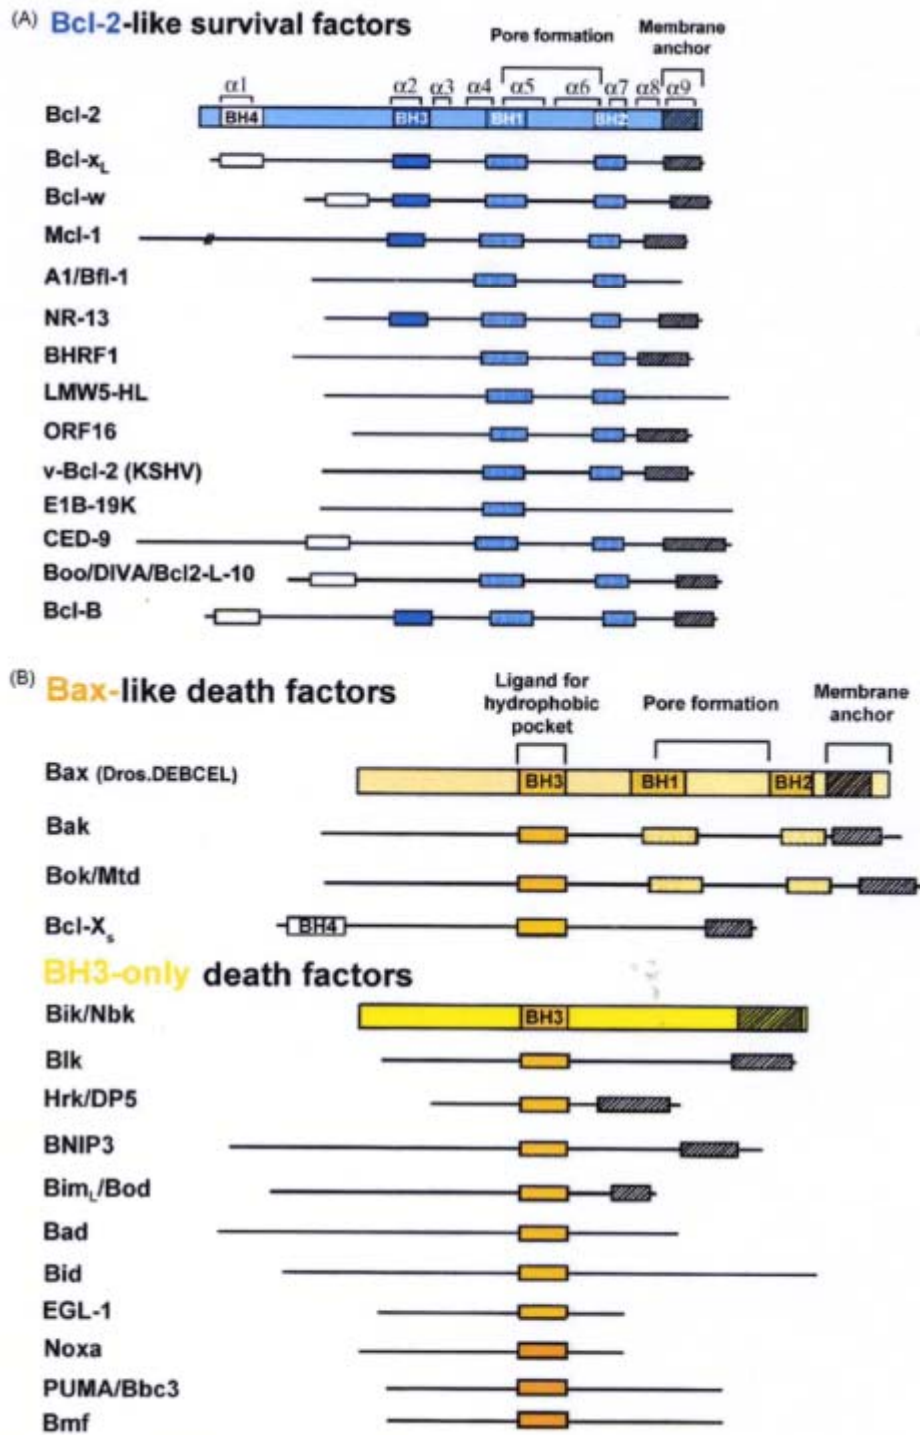 (A) Bcl-2-like survival factors
Pore formation
Membrane
anchor
α1 α2 α3 α4 α5 α6 α7 α8 α9
Bcl-2 BH4 BH3 BH1 BH2
Bcl-xL
Bcl-w
Mcl-1
A1/Bfl-1
NR-13
BHRF1
LMW5-HL
ORF16
v-Bcl-2 (KSHV)
E1B-19K
CED-9
Boo/DIVA/Bcl2-L-10
Bcl-B
(B) Bax-like death factors
Ligand for
hydrophobic
pocket
Pore formation
Membrane
anchor
Bax (Dros.DEBCEL) BH3 BH1 BH2
Bak
Bok/Mtd
Bcl-Xs BH4
BH3-only death factors
Bik/Nbk BH3
Blk
Hrk/DP5
BNIP3
BimL/Bod
Bad
Bid
EGL-1
Noxa
PUMA/Bbc3
Bmf